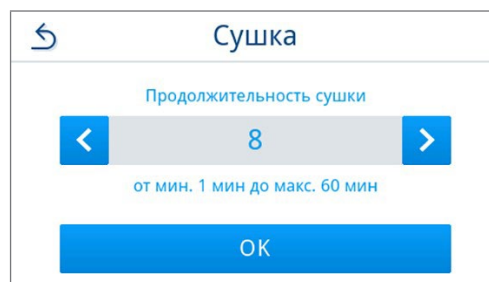 Сушка
Продолжительность сушки
8
от мин. 1 мин до макс. 60 мин
OK